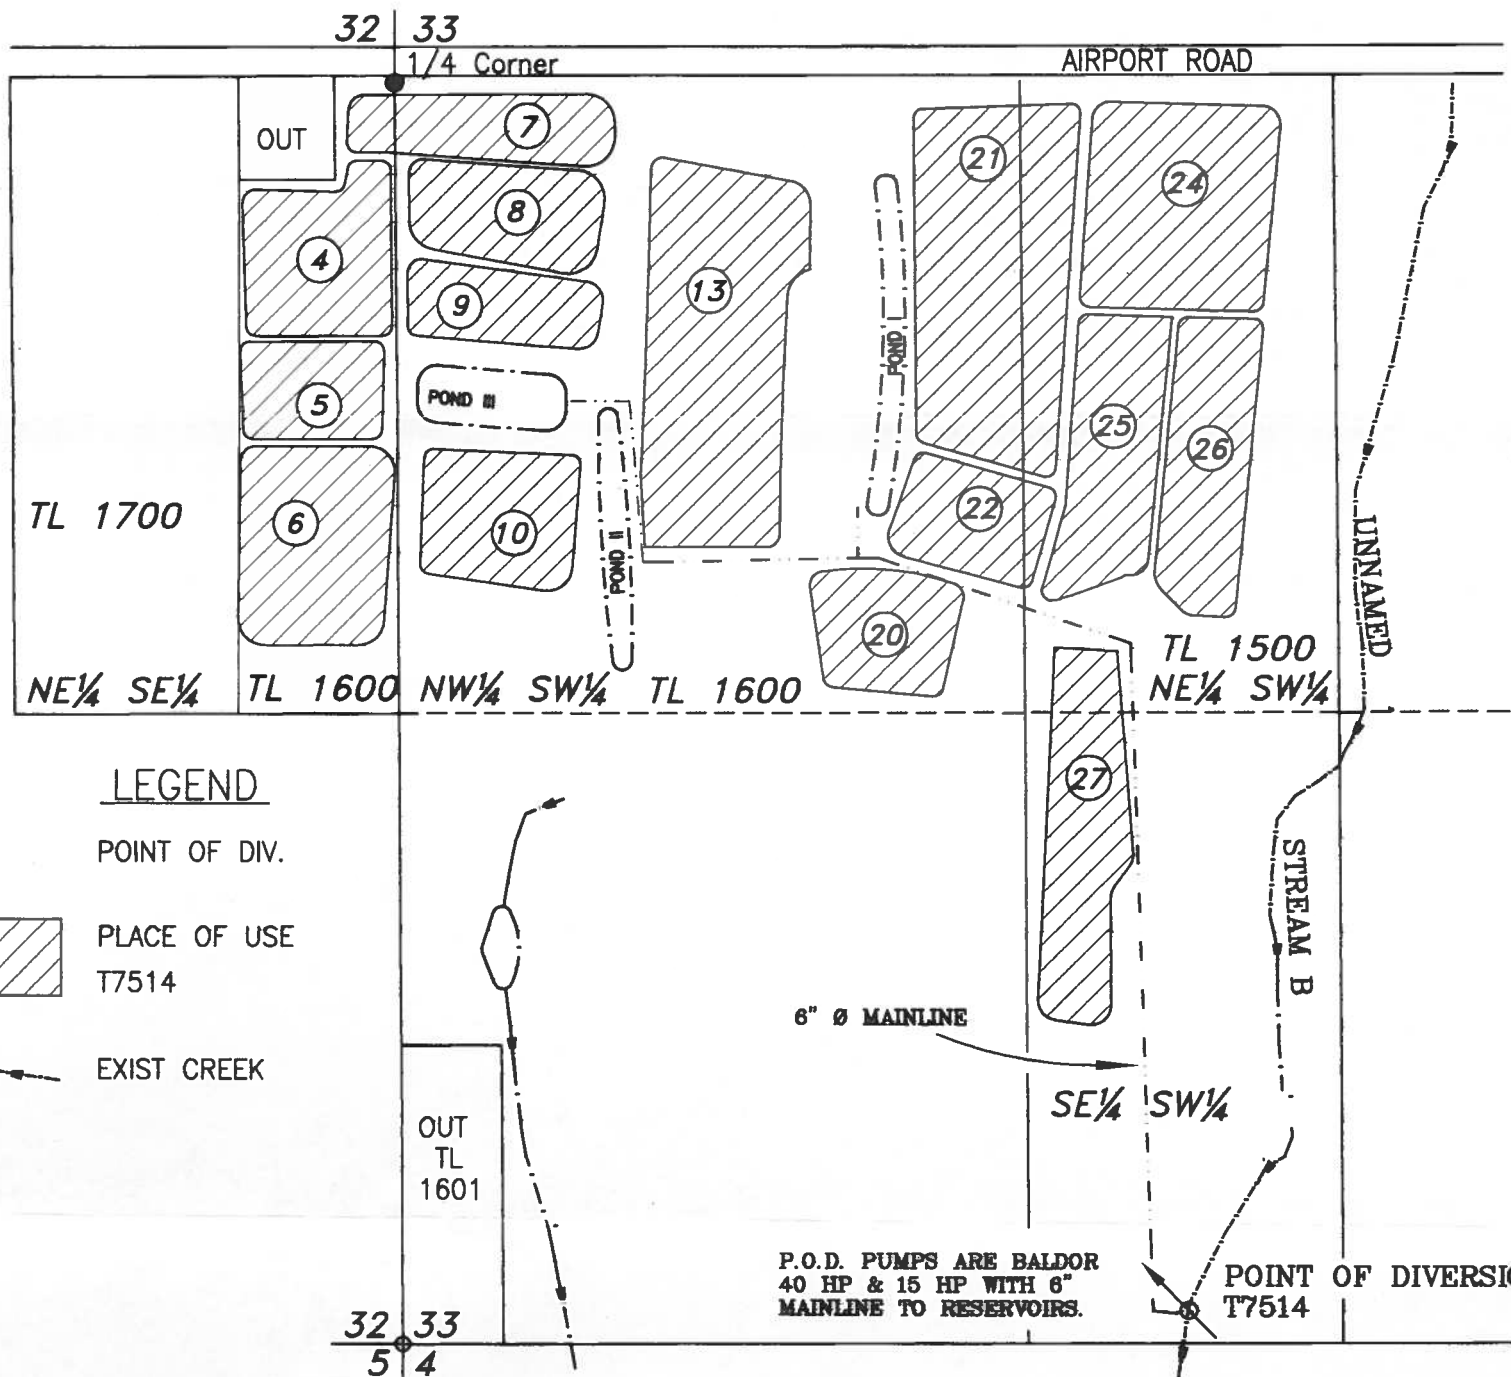 32 33
1/4 Corner
AIRPORT ROAD
OUT
7
21
24
8
4
13
9
POND I
POND III
5
25
26
TL 1700
6
10
22
UNNAMED
POND II
20
TL 1500
NE¼ SE¼
TL 1600
NW¼ SW¼
TL 1600
NE¼ SW¼
27
LEGEND
POINT OF DIV.
STREAM B
PLACE OF USE
T7514
6" Ø MAINLINE
EXIST CREEK
SE¼ SW¼
OUT
TL
1601
P.O.D. PUMPS ARE BALDOR
40 HP & 15 HP WITH 6"
MAINLINE TO RESERVOIRS.
POINT OF DIVERSIO
T7514
32 33
5 4